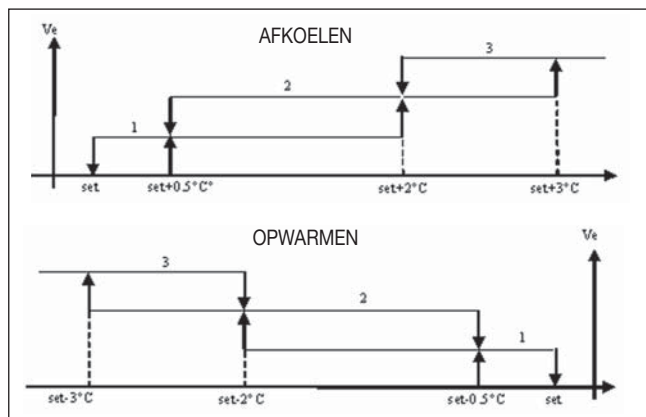 Ve
AFKOELEN
3
2
1
set set+0.5°C° set+2°C set+3°C
OPWARMEN
Ve
3
2
1
set-3°C set-2°C set-0.5°C set